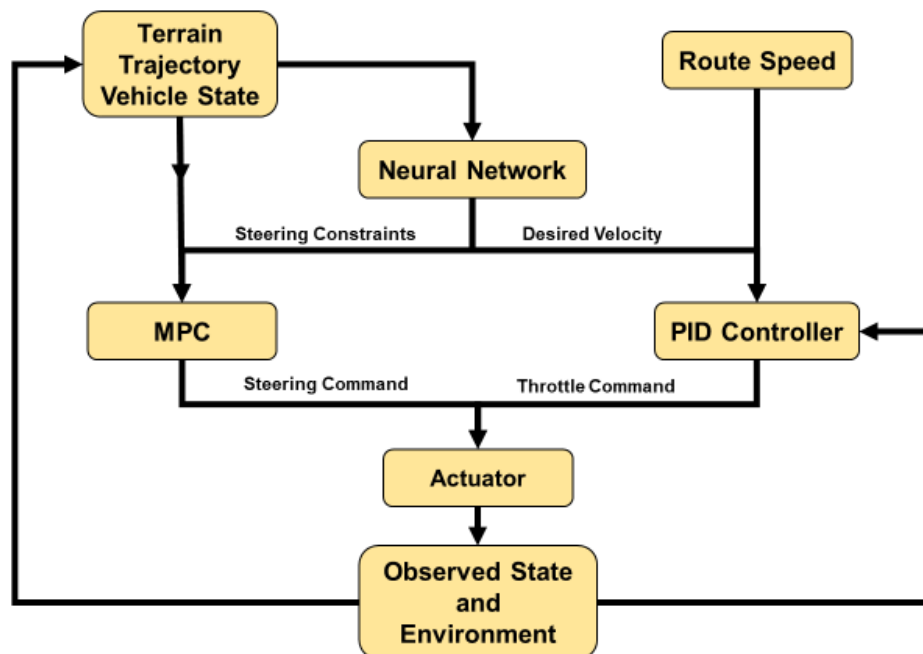 Terrain
Trajectory
Vehicle State
Route Speed
Neural Network
Steering Constraints
Desired Velocity
MPC
PID Controller
Steering Command
Throttle Command
Actuator
Observed State
and
Environment